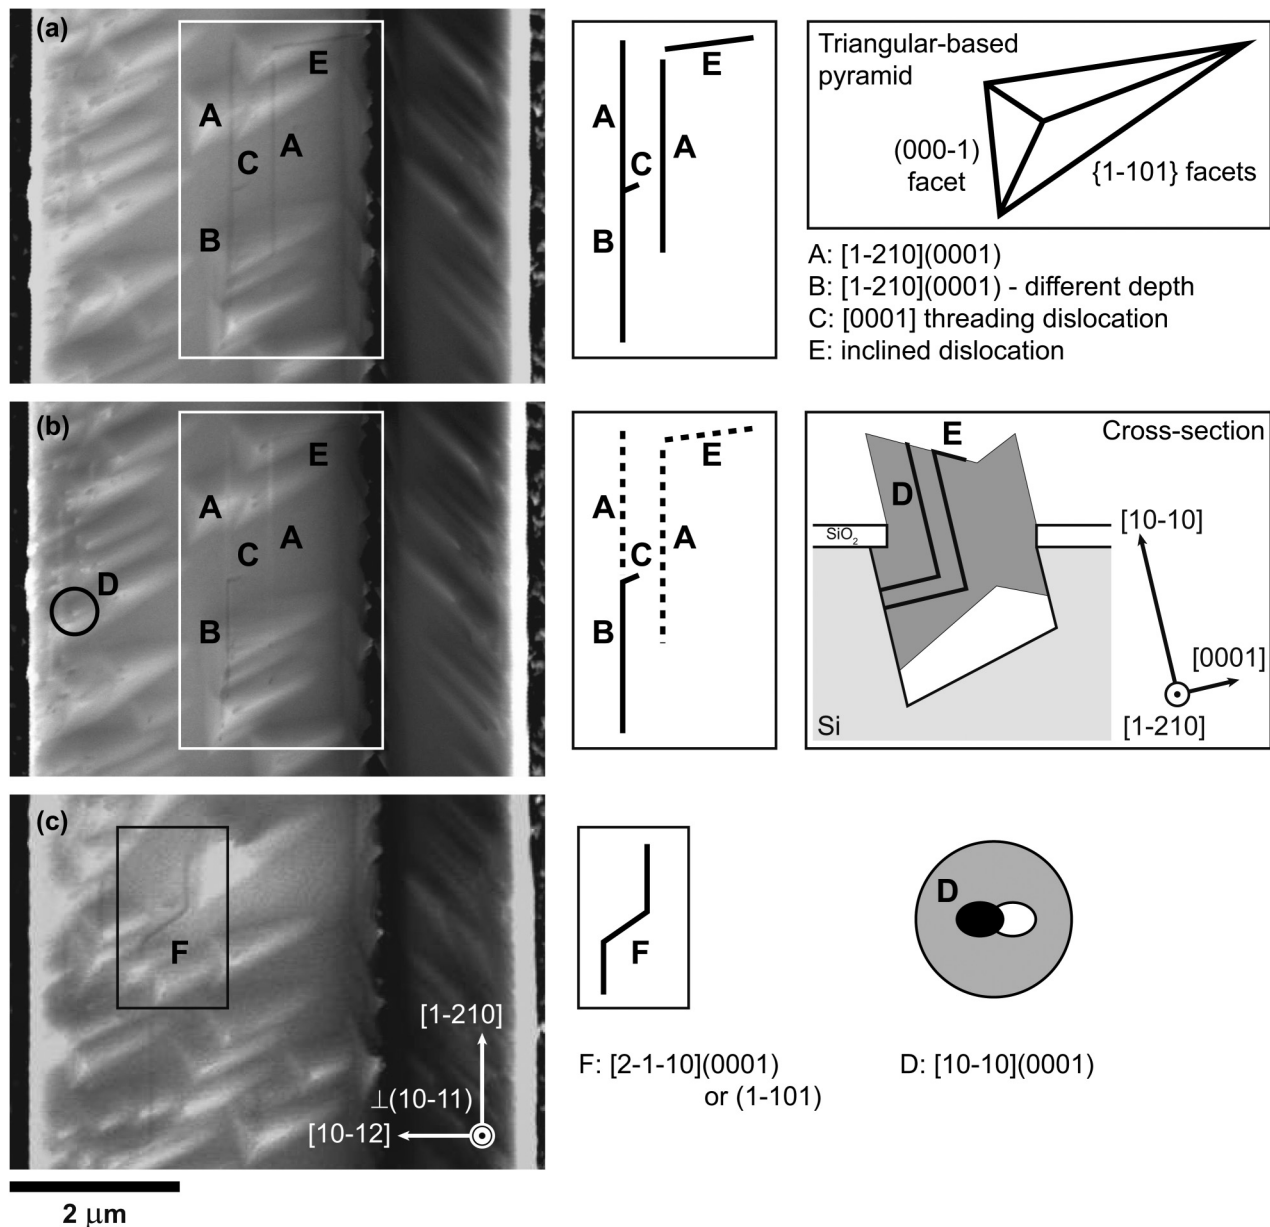 (a)
E
A
C
A
B
A
E
C
A
B
Triangular-based
pyramid
(000-1)
facet
{1-101} facets
A: [1-210](0001)
B: [1-210](0001) - different depth
C: [0001] threading dislocation
E: inclined dislocation
(b)
E
A
C
A
D
B
A
E
C
A
B
Cross-section
E
D
SiO2
[10-10]
[0001]
[1-210]
Si
(c)
F
[1-210]
⊥(10-11)
[10-12]
F
D
F: [2-1-10](0001)
or (1-101)
D: [10-10](0001)
2 μm